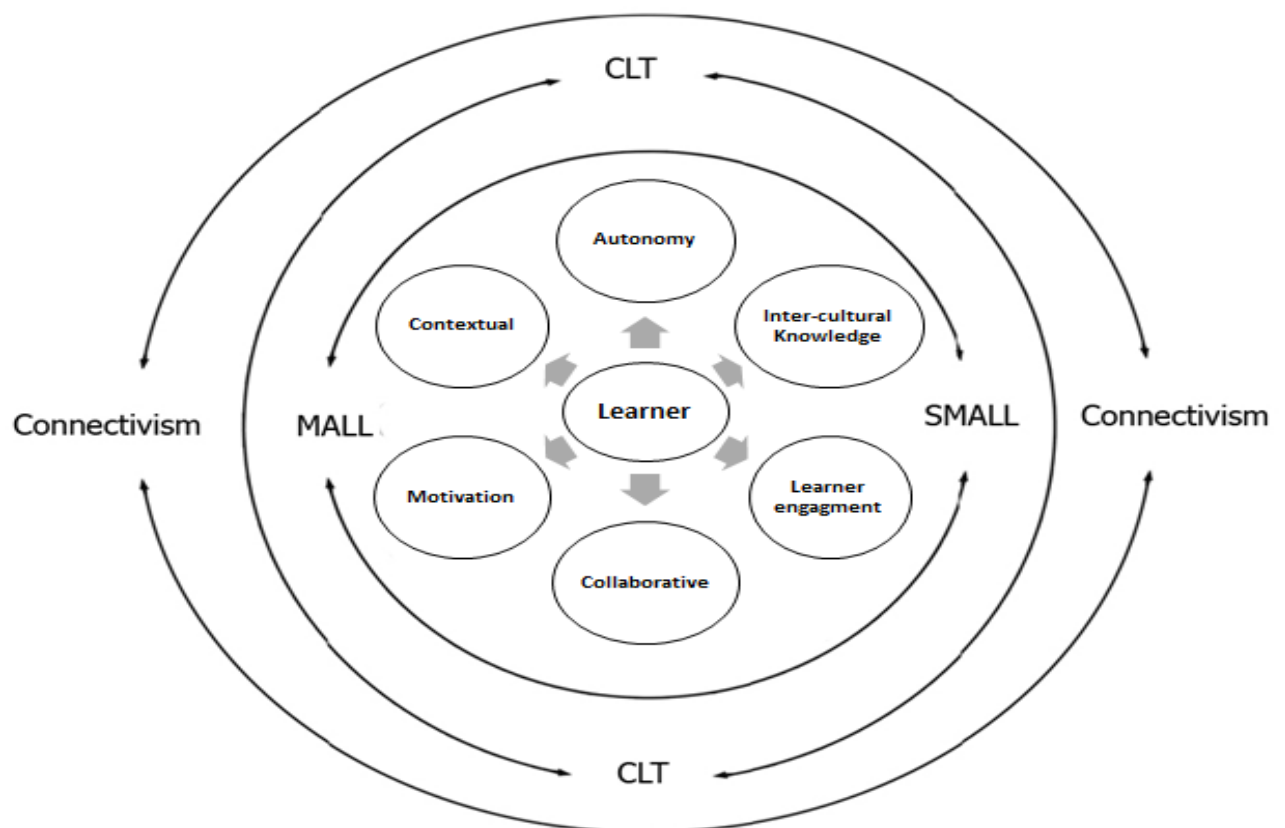 CLT
Autonomy
Contextual
Inter-cultural
Knowledge
Connectivism
MALL
Learner
SMALL
Connectivism
Motivation
Learner
engagment
Collaborative
CLT